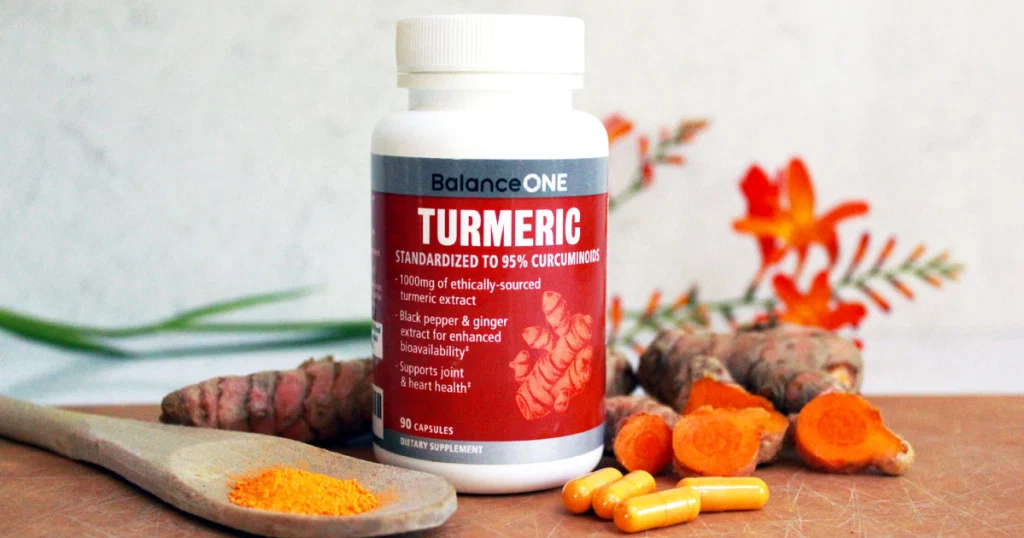 BalanceONE
TURMERIC
STANDARDIZED TO 95% CURCUMINOIDS
- 1000mg of ethically-sourced
turmeric extract
- Black pepper & ginger
extract for enhanced
bioavailability‡
- Supports joint
& heart health‡
90 CAPSULES
DIETARY SUPPLEMENT